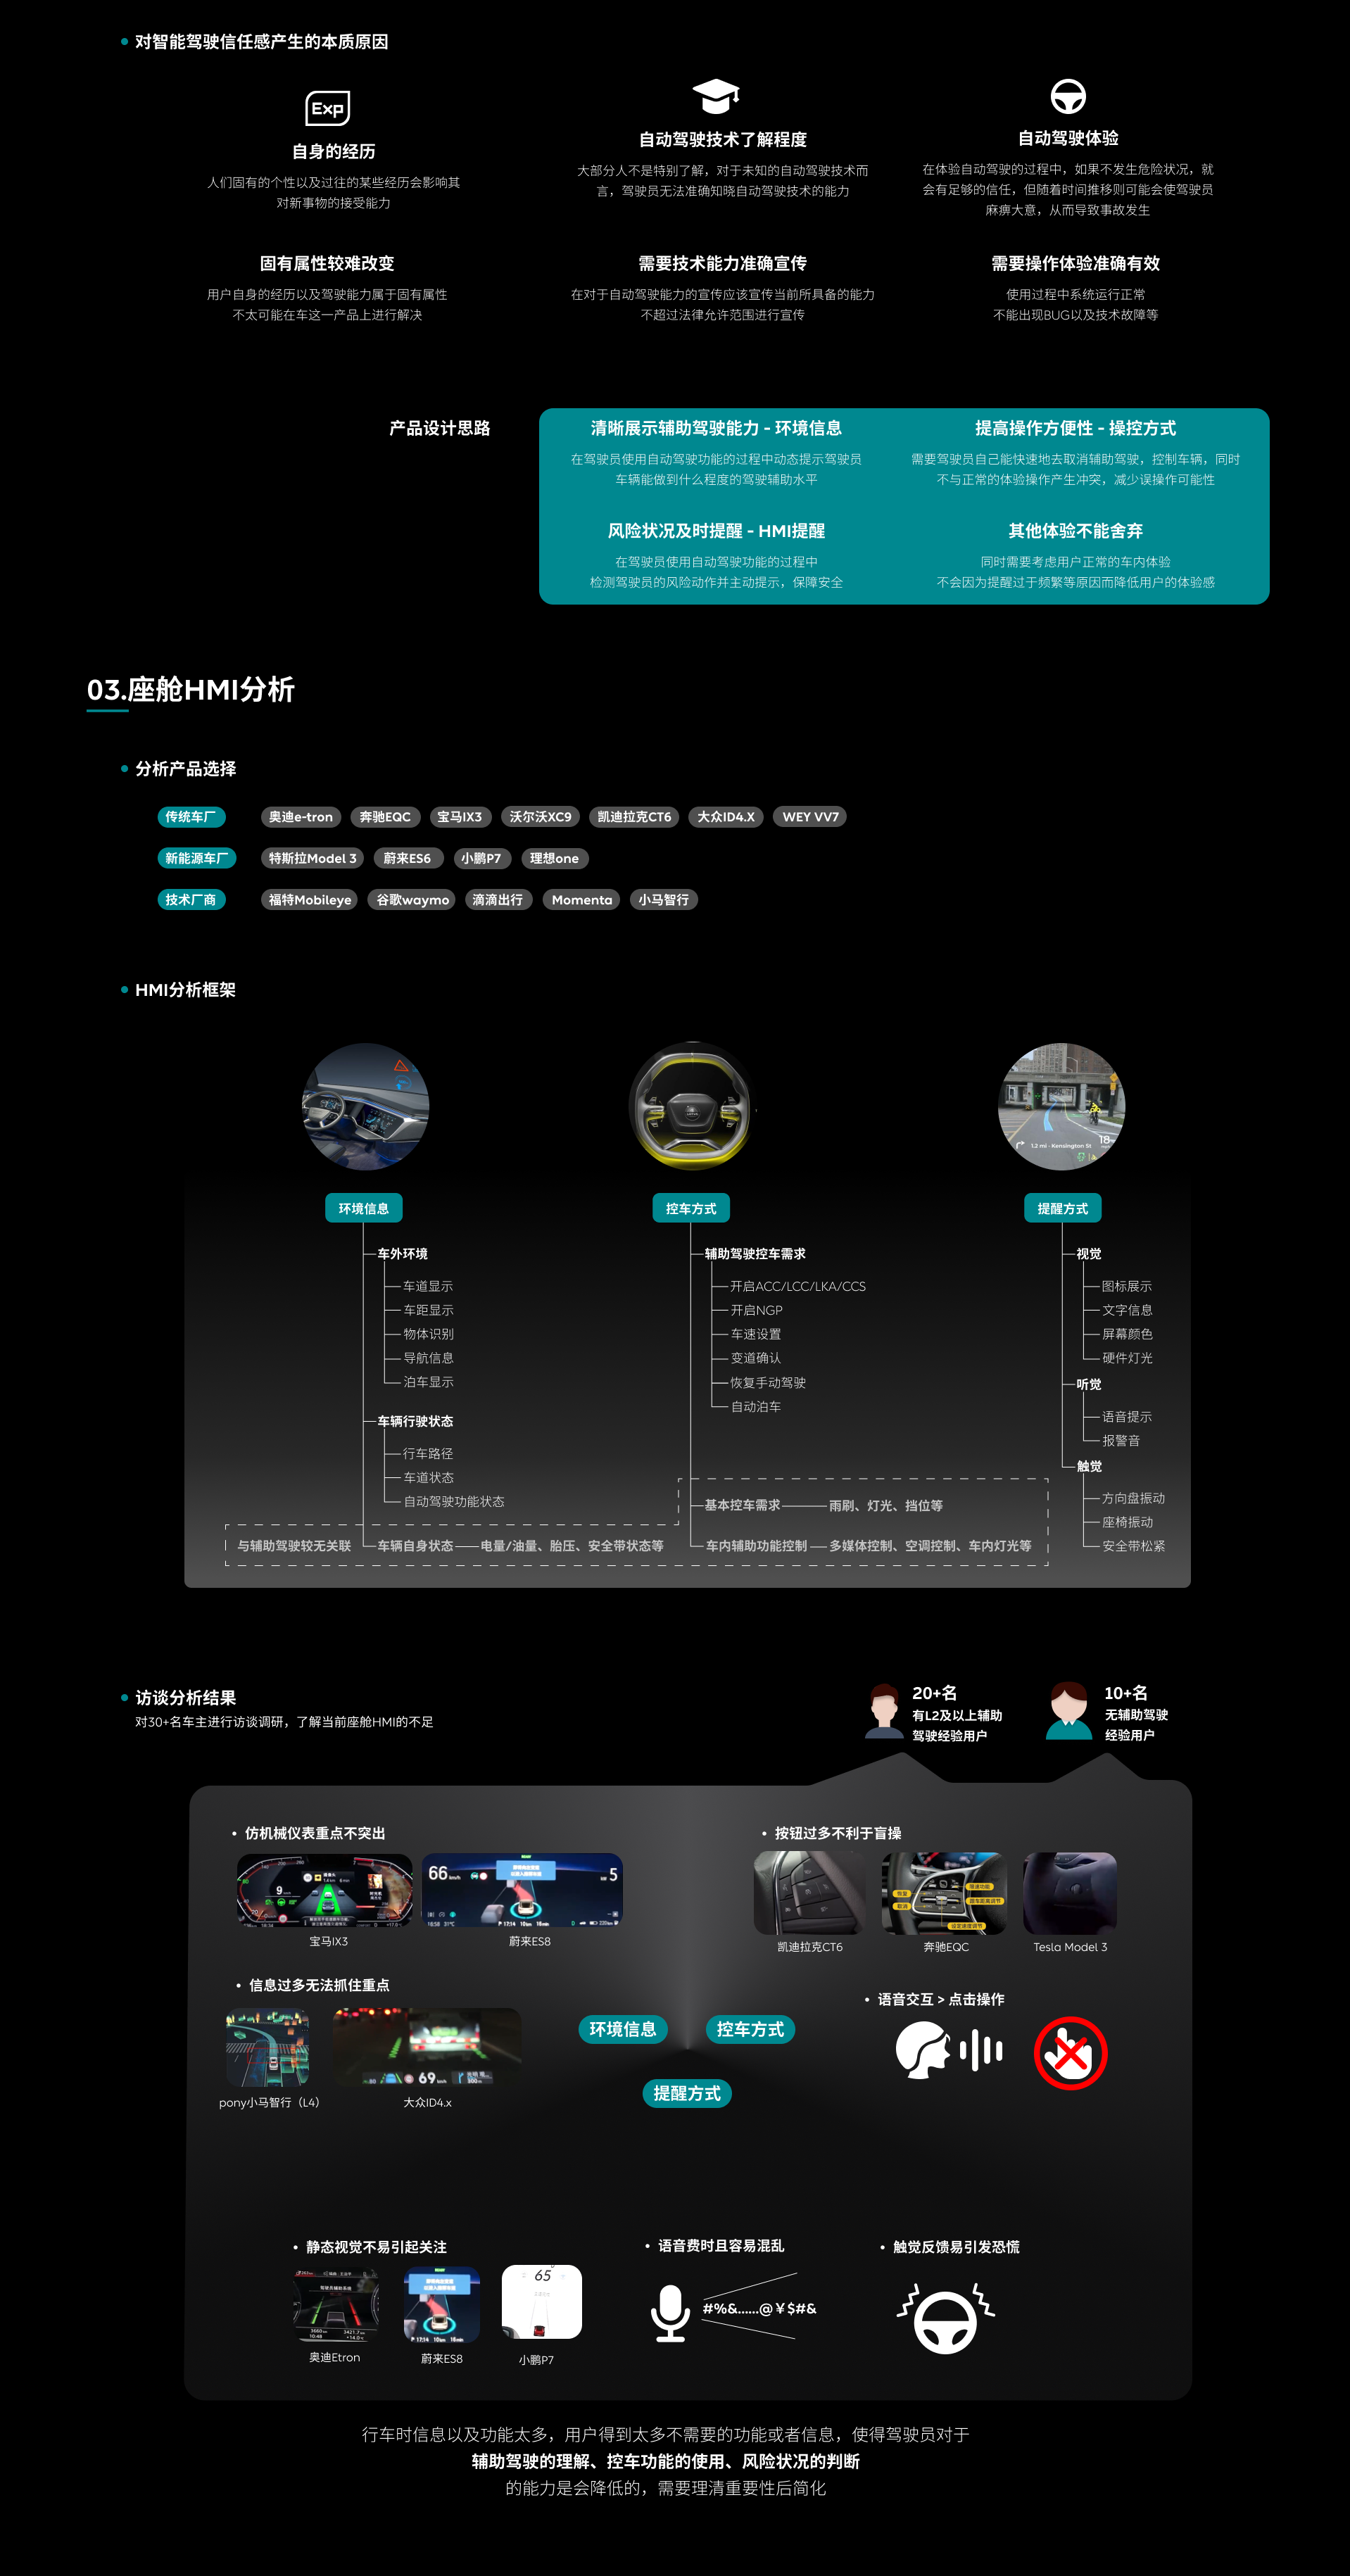 对智能驾驶信任感产生的本质原因
Exp
自身的经历
人们固有的个性以及过往的某些经历会影响其
对新事物的接受能力
自动驾驶技术了解程度
大部分人不是特别了解，对于未知的自动驾驶技术而
言，驾驶员无法准确知晓自动驾驶技术的能力
自动驾驶体验
在体验自动驾驶的过程中，如果不发生危险状况，就
会有足够的信任，但随着时间推移则可能会使驾驶员
麻痹大意，从而导致事故发生
固有属性较难改变
用户自身的经历以及驾驶能力属于固有属性
不太可能在车这一产品上进行解决
需要技术能力准确宣传
在对于自动驾驶能力的宣传应该宣传当前所具备的能力
不超过法律允许范围进行宣传
需要操作体验准确有效
使用过程中系统运行正常
不能出现BUG以及技术故障等
产品设计思路
清晰展示辅助驾驶能力 - 环境信息
在驾驶员使用自动驾驶功能的过程中动态提示驾驶员
车辆能做到什么程度的驾驶辅助水平
提高操作方便性 - 操控方式
需要驾驶员自己能快速地去取消辅助驾驶，控制车辆，同时
不与正常的体验操作产生冲突，减少误操作可能性
风险状况及时提醒 - HMI提醒
在驾驶员使用自动驾驶功能的过程中
检测驾驶员的风险动作并主动提示，保障安全
其他体验不能舍弃
同时需要考虑用户正常的车内体验
不会因为提醒过于频繁等原因而降低用户的体验感
03.座舱HMI分析
分析产品选择
传统车厂 奥迪e-tron 奔驰EQC 宝马IX3 沃尔沃XC9 凯迪拉克CT6 大众ID4.X WEY VV7
新能源车厂 特斯拉Model 3 蔚来ES6 小鹏P7 理想one
技术厂商 福特Mobileye 谷歌waymo 滴滴出行 Momenta 小马智行
HMI分析框架
1.2 mi · Kensington St
18
环境信息
车外环境
车道显示
车距显示
物体识别
导航信息
泊车显示
车辆行驶状态
行车路径
车道状态
自动驾驶功能状态
与辅助驾驶较无关联
车辆自身状态
电量/油量、胎压、安全带状态等
控车方式
辅助驾驶控车需求
开启ACC/LCC/LKA/CCS
开启NGP
车速设置
变道确认
恢复手动驾驶
自动泊车
基本控车需求
雨刷、灯光、挡位等
车内辅助功能控制
多媒体控制、空调控制、车内灯光等
提醒方式
视觉
图标展示
文字信息
屏幕颜色
硬件灯光
听觉
语音提示
报警音
触觉
方向盘振动
座椅振动
安全带松紧
访谈分析结果
对30+名车主进行访谈调研，了解当前座舱HMI的不足
20+名
有L2及以上辅助
驾驶经验用户
10+名
无辅助驾驶
经验用户
仿机械仪表重点不突出
9
66 km/h
5
18:58 31℃
P 17:14 10km 18min
宝马IX3
蔚来ES8
按钮过多不利于盲操
恢复
取消
限速功能
跟车距离调节
设定速度调节
凯迪拉克CT6
奔驰EQC
Tesla Model 3
信息过多无法抓住重点
69 km/h
pony小马智行（L4）
大众ID4.x
语音交互 > 点击操作
环境信息
控车方式
提醒方式
静态视觉不易引起关注
驾驶员辅助系统
P 17:14 10km 18min
65
奥迪Etron
蔚来ES8
小鹏P7
语音费时且容易混乱
#%&......@￥$#&
触觉反馈易引发恐慌
行车时信息以及功能太多，用户得到太多不需要的功能或者信息，使得驾驶员对于
辅助驾驶的理解、控车功能的使用、风险状况的判断
的能力是会降低的，需要理清重要性后简化